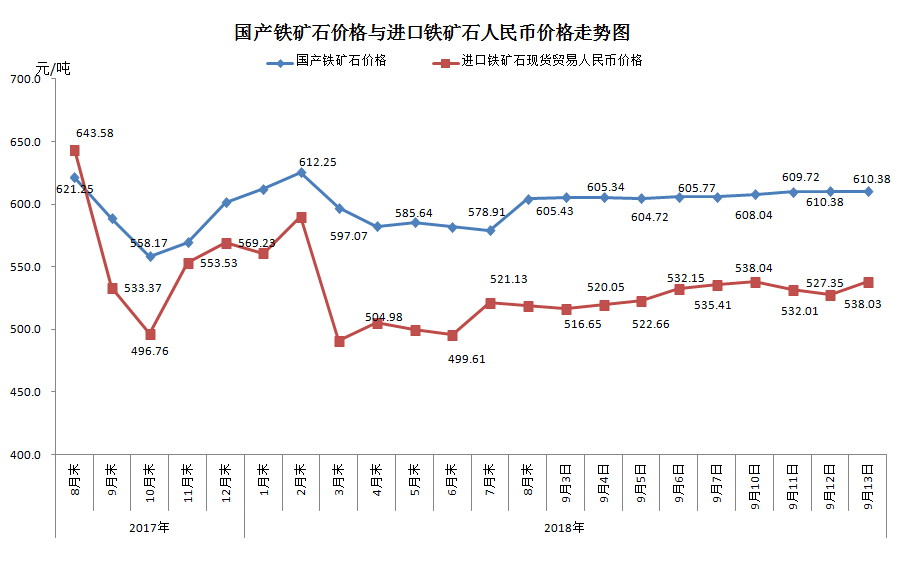 国产铁矿石价格与进口铁矿石人民币价格走势图
国产铁矿石价格 进口铁矿石现货贸易人民币价格
元/吨
700.0
650.0
600.0
550.0
500.0
450.0
400.0
621.25 558.17 569.23 612.25 597.07 585.64 578.91 605.43 605.34 604.72 605.77 608.04 609.72 610.38 610.38
643.58 533.37 496.76 553.53 504.98 499.61 521.13 516.65 520.05 522.66 532.15 535.41 538.04 532.01 527.35 538.03
8月末 9月末 10月末 11月末 12月末 1月末 2月末 3月末 4月末 5月末 6月末 7月末 8月末 9月3日 9月4日 9月5日 9月6日 9月7日 9月10日 9月11日 9月12日 9月13日
2017年 2018年